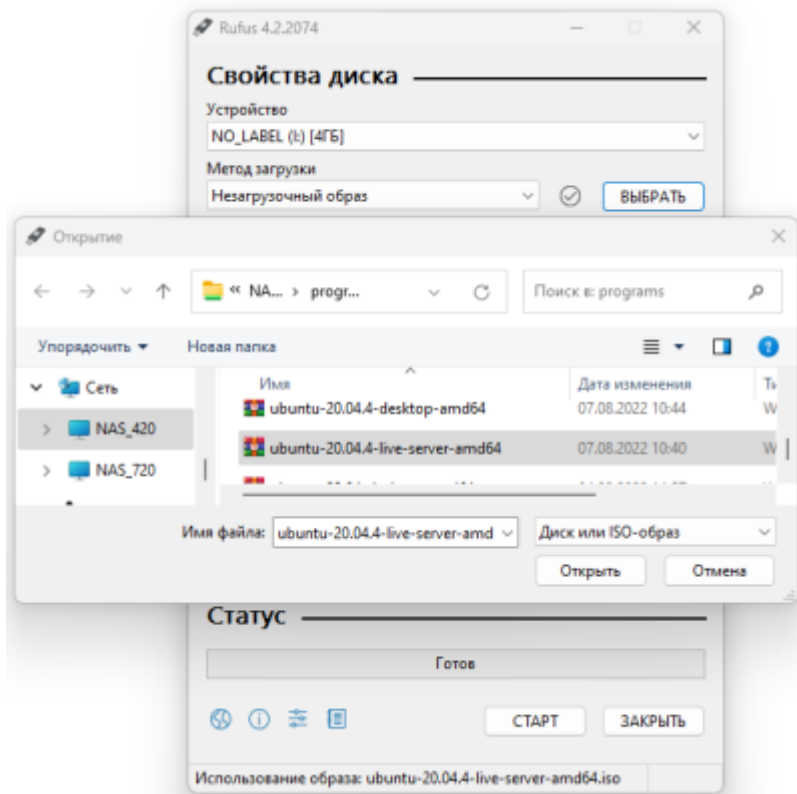 Rufus 4.2.2074
Свойства диска
Устройство
NO_LABEL (I:) [4ГБ]
Метод загрузки
Незагрузочный образ
ВЫБРАТЬ
Открытие
« NA... › progr...
Поиск в: programs
Упорядочить
Новая папка
Сеть
NAS_420
NAS_720
Имя
Дата изменения
ubuntu-20.04.4-desktop-amd64
07.08.2022 10:44
ubuntu-20.04.4-live-server-amd64
07.08.2022 10:40
Имя файла:
ubuntu-20.04.4-live-server-amd
Диск или ISO-образ
Открыть
Отмена
Статус
Готов
СТАРТ
ЗАКРЫТЬ
Использование образа: ubuntu-20.04.4-live-server-amd64.iso